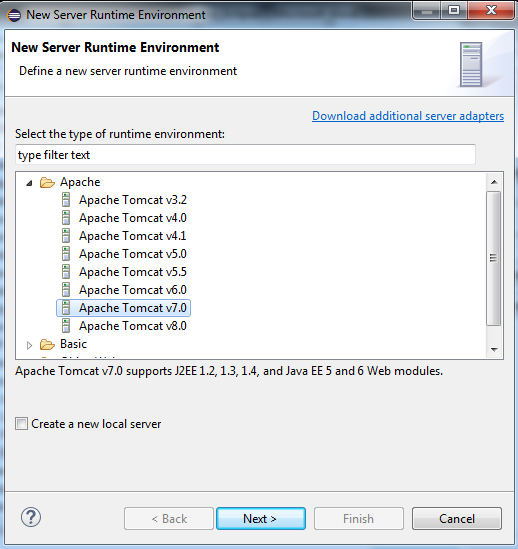 New Server Runtime Environment
New Server Runtime Environment
Define a new server runtime environment
Download additional server adapters
Select the type of runtime environment:
type filter text
Apache
Apache Tomcat v3.2
Apache Tomcat v4.0
Apache Tomcat v4.1
Apache Tomcat v5.0
Apache Tomcat v5.5
Apache Tomcat v6.0
Apache Tomcat v7.0
Apache Tomcat v8.0
Basic
Apache Tomcat v7.0 supports J2EE 1.2, 1.3, 1.4, and Java EE 5 and 6 Web modules.
Create a new local server
? < Back Next > Finish Cancel